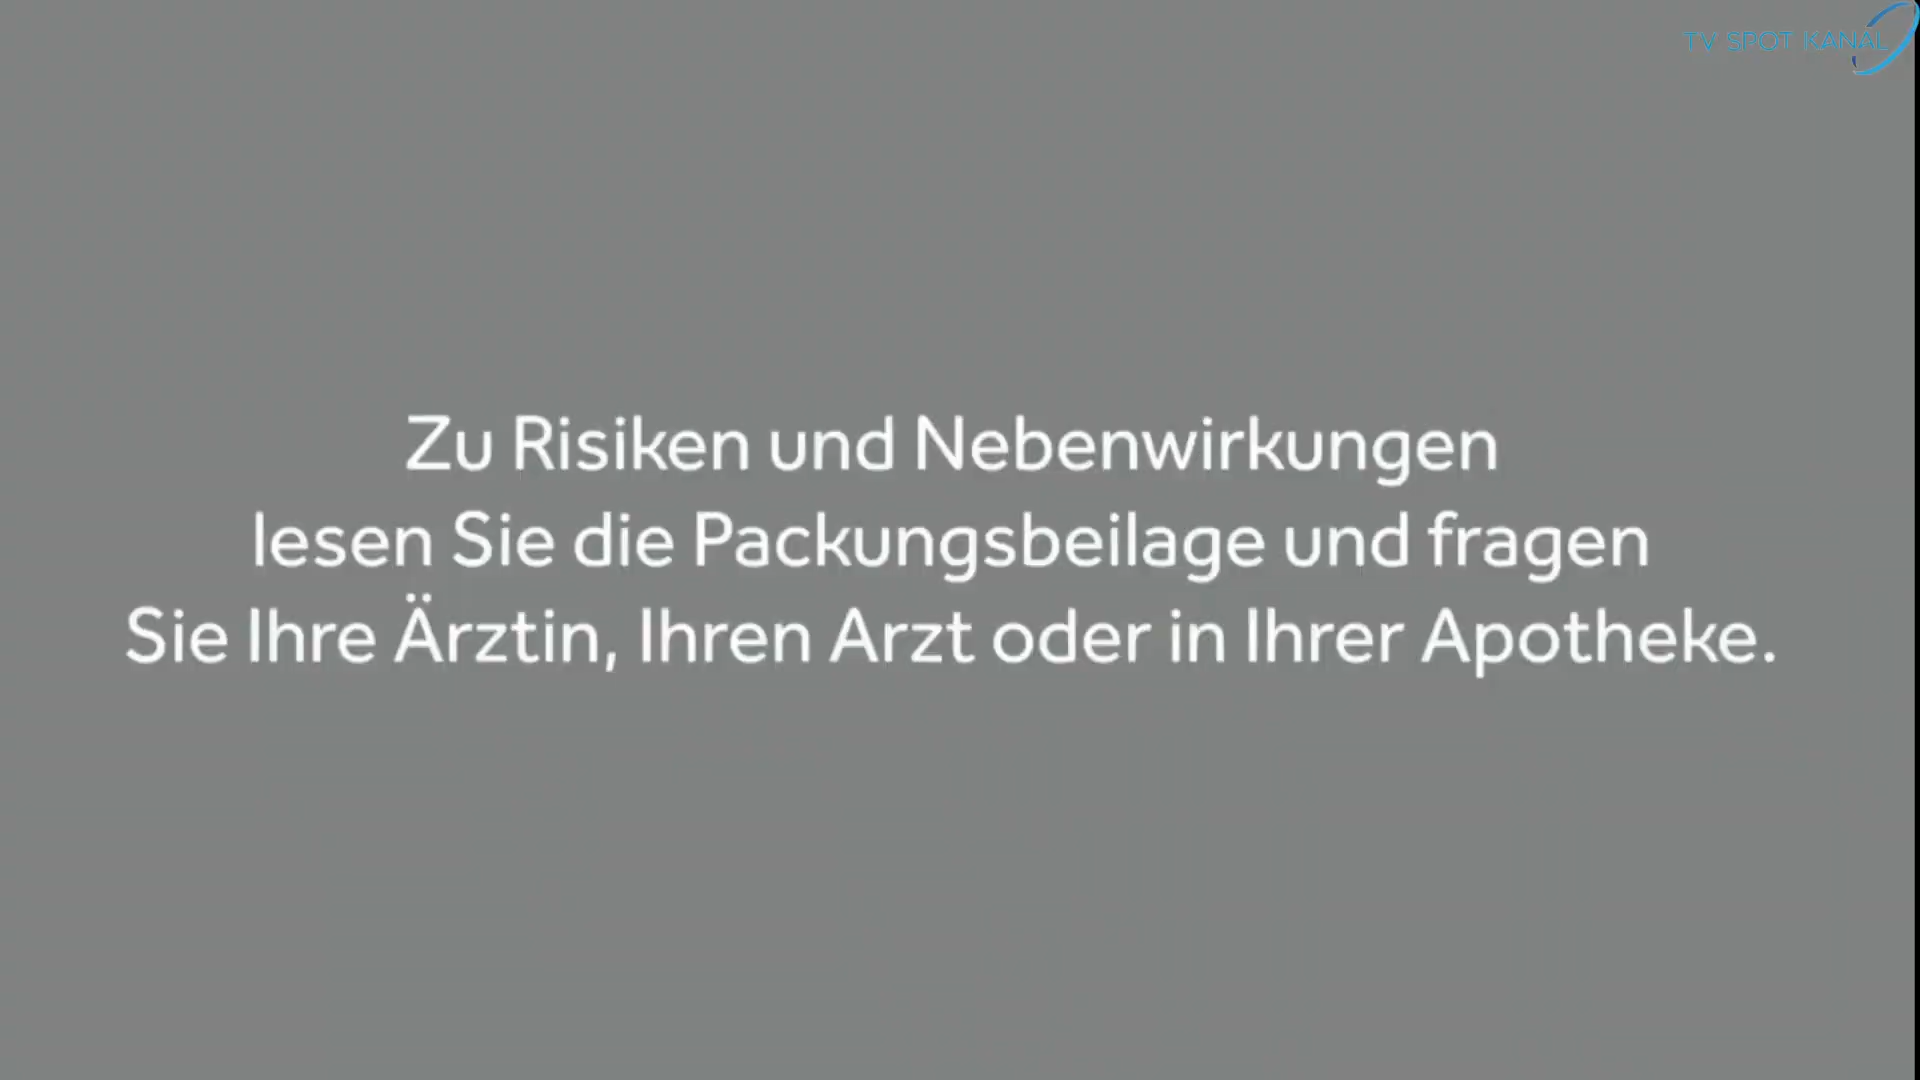 TV SPOT KANAL
Zu Risiken und Nebenwirkungen
lesen Sie die Packungsbeilage und fragen
Sie Ihre Ärztin, Ihren Arzt oder in Ihrer Apotheke.